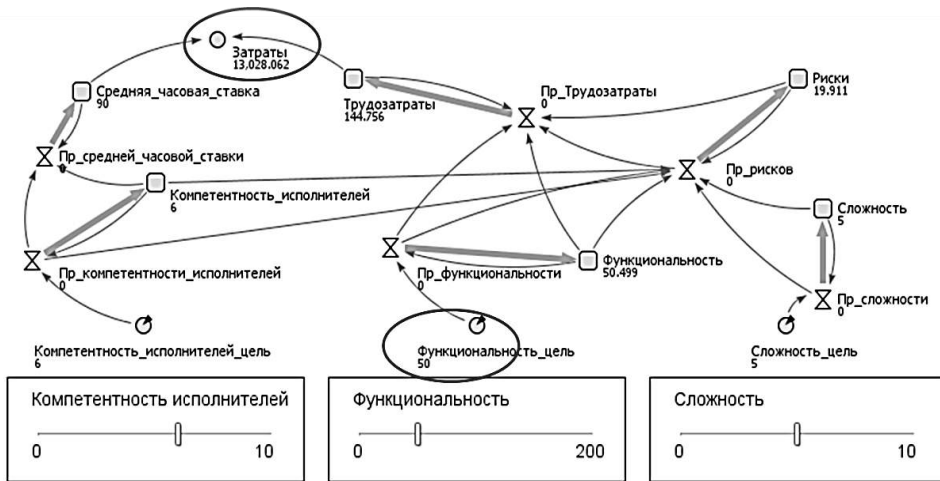 Затраты
13,028.062
Средняя_часовая_ставка
90
Трудозатраты
144.756
Пр_Трудозатраты
0
Риски
19.911
Пр_средней_часовой_ставки
0
Компетентность_исполнителей
6
Пр_рисков
0
Сложность
5
Пр_компетентности_исполнителей
0
Пр_функциональности
0
Функциональность
50.499
Пр_сложности
0
Компетентность_исполнителей_цель
6
Функциональность_цель
50
Сложность_цель
5
Компетентность исполнителей
0 10
Функциональность
0 200
Сложность
0 10